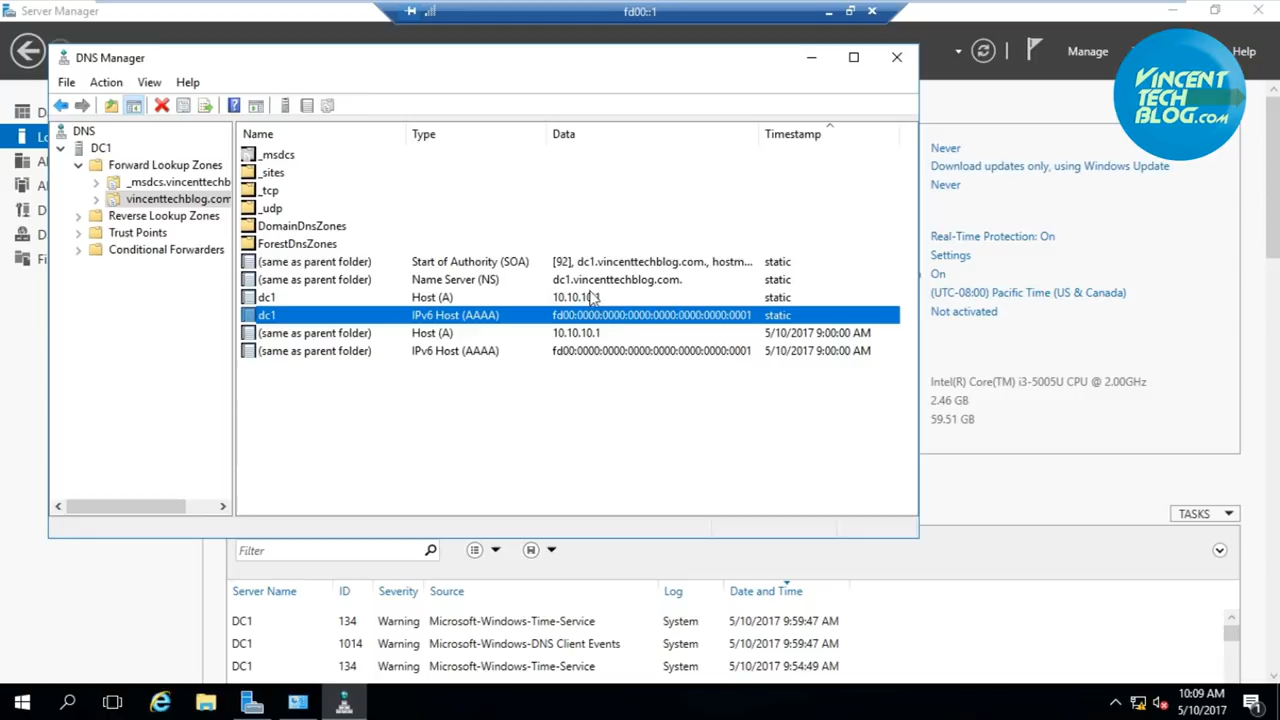 Server Manager
fd00::1
Manage
Help
VINCENT
TECH
BLOG.COM
DNS Manager
File Action View Help
DNS
DC1
Forward Lookup Zones
_msdcs.vincenttechb
vincenttechblog.com
Reverse Lookup Zones
Trust Points
Conditional Forwarders
Name Type Data Timestamp
_msdcs
_sites
_tcp
_udp
DomainDnsZones
ForestDnsZones
(same as parent folder) Start of Authority (SOA) [92], dc1.vincenttechblog.com., hostm... static
(same as parent folder) Name Server (NS) dc1.vincenttechblog.com. static
dc1 Host (A) 10.10.10.1 static
dc1 IPv6 Host (AAAA) fd00:0000:0000:0000:0000:0000:0000:0001 static
(same as parent folder) Host (A) 10.10.10.1 5/10/2017 9:00:00 AM
(same as parent folder) IPv6 Host (AAAA) fd00:0000:0000:0000:0000:0000:0000:0001 5/10/2017 9:00:00 AM
Never
Download updates only, using Windows Update
Never
Real-Time Protection: On
Settings
On
(UTC-08:00) Pacific Time (US & Canada)
Not activated
Intel(R) Core(TM) i3-5005U CPU @ 2.00GHz
2.46 GB
59.51 GB
TASKS
Filter
Server Name ID Severity Source Log Date and Time
DC1 134 Warning Microsoft-Windows-Time-Service System 5/10/2017 9:59:47 AM
DC1 1014 Warning Microsoft-Windows-DNS Client Events System 5/10/2017 9:59:47 AM
DC1 134 Warning Microsoft-Windows-Time-Service System 5/10/2017 9:54:49 AM
10:09 AM
5/10/2017